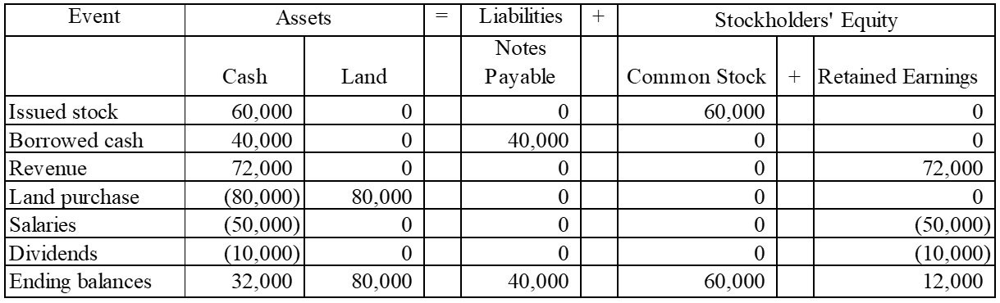 Event Assets = Liabilities + Stockholders' Equity
Notes
Cash Land Payable Common Stock + Retained Earnings
Issued stock 60,000 0 0 60,000 0
Borrowed cash 40,000 0 40,000 0 0
Revenue 72,000 0 0 0 72,000
Land purchase (80,000) 80,000 0 0 0
Salaries (50,000) 0 0 0 (50,000)
Dividends (10,000) 0 0 0 (10,000)
Ending balances 32,000 80,000 40,000 60,000 12,000